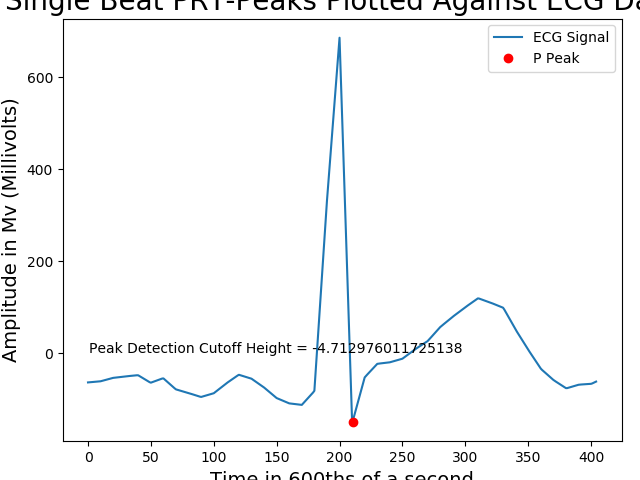 Single Beat PRT-Peaks Plotted Against ECG Da
ECG Signal
P Peak
Amplitude in Mv (Millivolts)
600
400
200
0
Peak Detection Cutoff Height = -4.712976011725138
0 50 100 150 200 250 300 350 400
Time in 600ths of a second